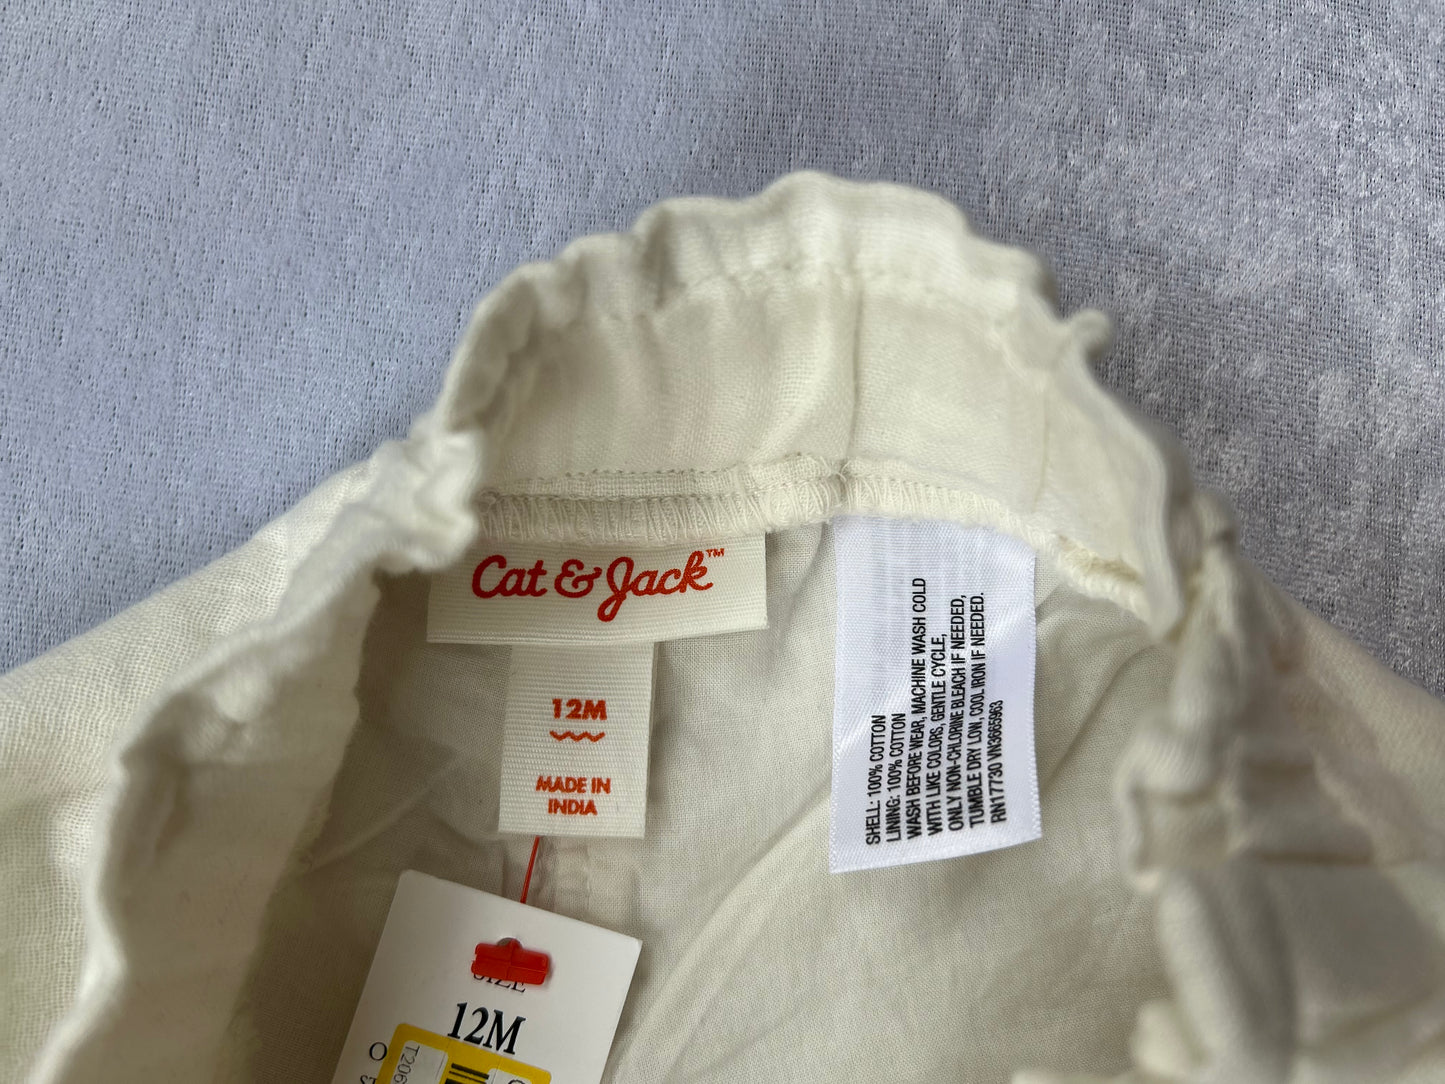 Cat & Jack™
12M
MADE IN
INDIA
SHELL: 100% COTTON
LINING: 100% COTTON
WASH BEFORE WEAR, MACHINE WASH COLD
WITH LIKE COLORS, GENTLE CYCLE,
ONLY NON-CHLORINE BLEACH IF NEEDED,
TUMBLE DRY LOW, COOL IRON IF NEEDED.
RN17730 VN3665963
SIZE
12M
T206